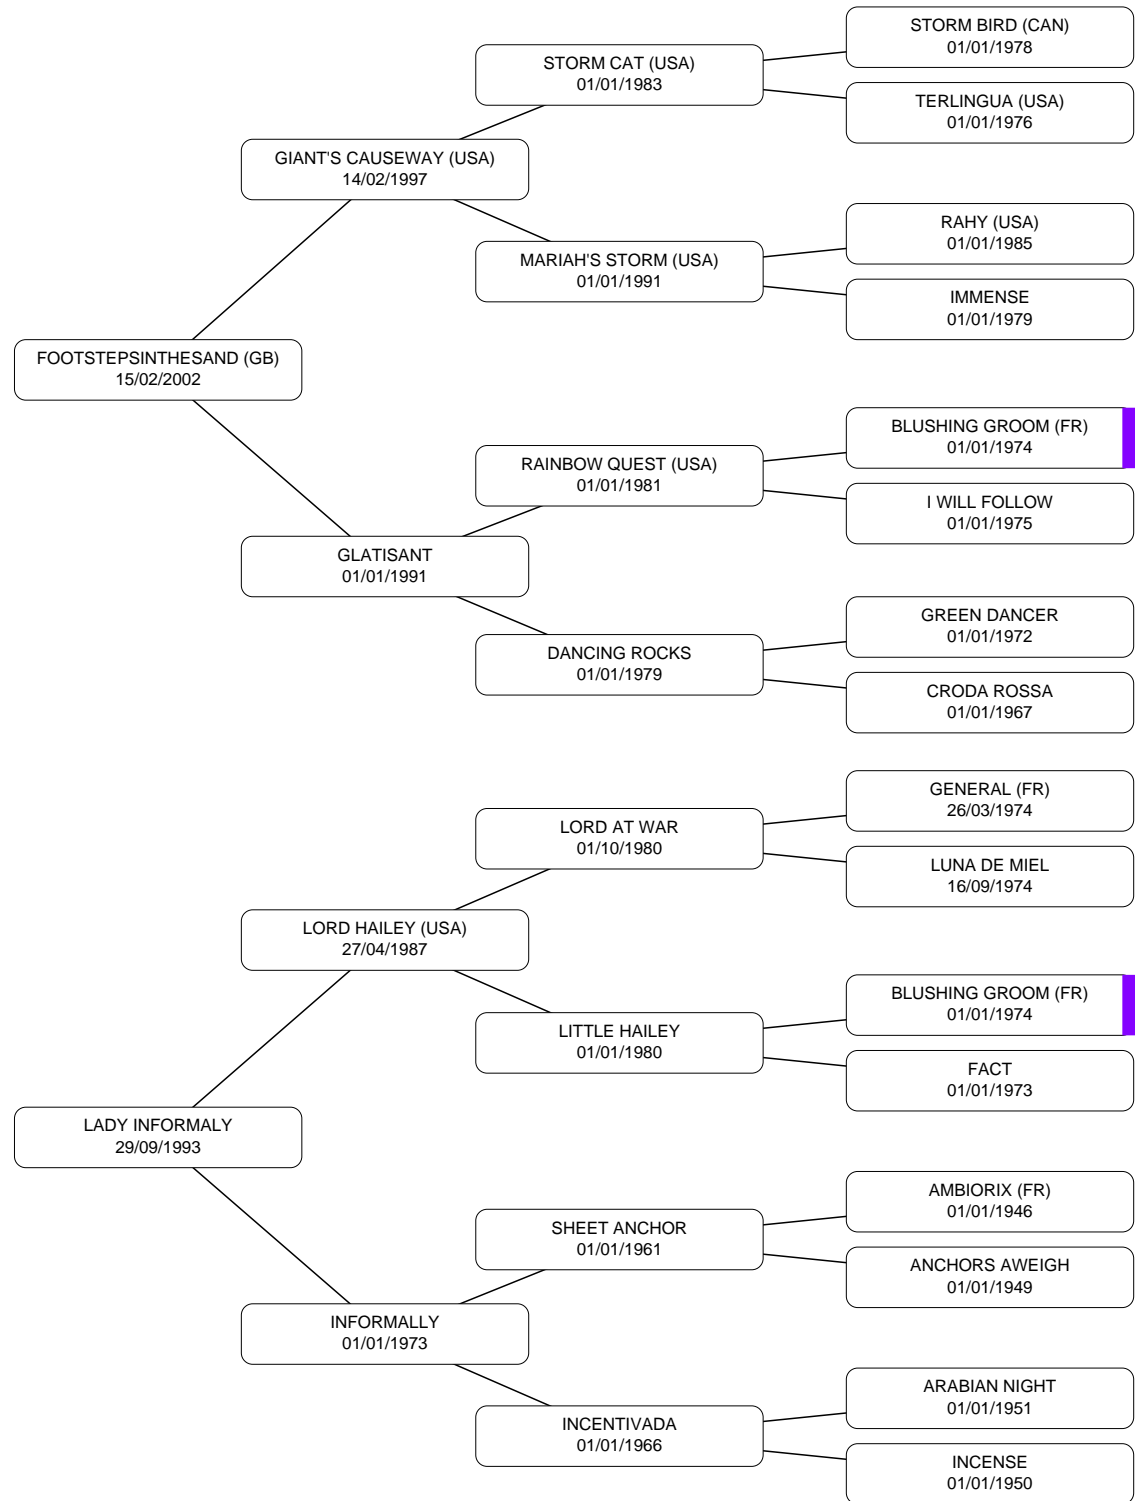 STORM BIRD (CAN)
01/01/1978
STORM CAT (USA)
01/01/1983
TERLINGUA (USA)
01/01/1976
GIANT'S CAUSEWAY (USA)
14/02/1997
RAHY (USA)
01/01/1985
MARIAH'S STORM (USA)
01/01/1991
IMMENSE
01/01/1979
FOOTSTEPSINTHESAND (GB)
15/02/2002
BLUSHING GROOM (FR)
01/01/1974
RAINBOW QUEST (USA)
01/01/1981
I WILL FOLLOW
01/01/1975
GLATISANT
01/01/1991
GREEN DANCER
01/01/1972
DANCING ROCKS
01/01/1979
CRODA ROSSA
01/01/1967
GENERAL (FR)
26/03/1974
LORD AT WAR
01/10/1980
LUNA DE MIEL
16/09/1974
LORD HAILEY (USA)
27/04/1987
BLUSHING GROOM (FR)
01/01/1974
LITTLE HAILEY
01/01/1980
FACT
01/01/1973
LADY INFORMALY
29/09/1993
AMBIORIX (FR)
01/01/1946
SHEET ANCHOR
01/01/1961
ANCHORS AWEIGH
01/01/1949
INFORMALLY
01/01/1973
ARABIAN NIGHT
01/01/1951
INCENTIVADA
01/01/1966
INCENSE
01/01/1950